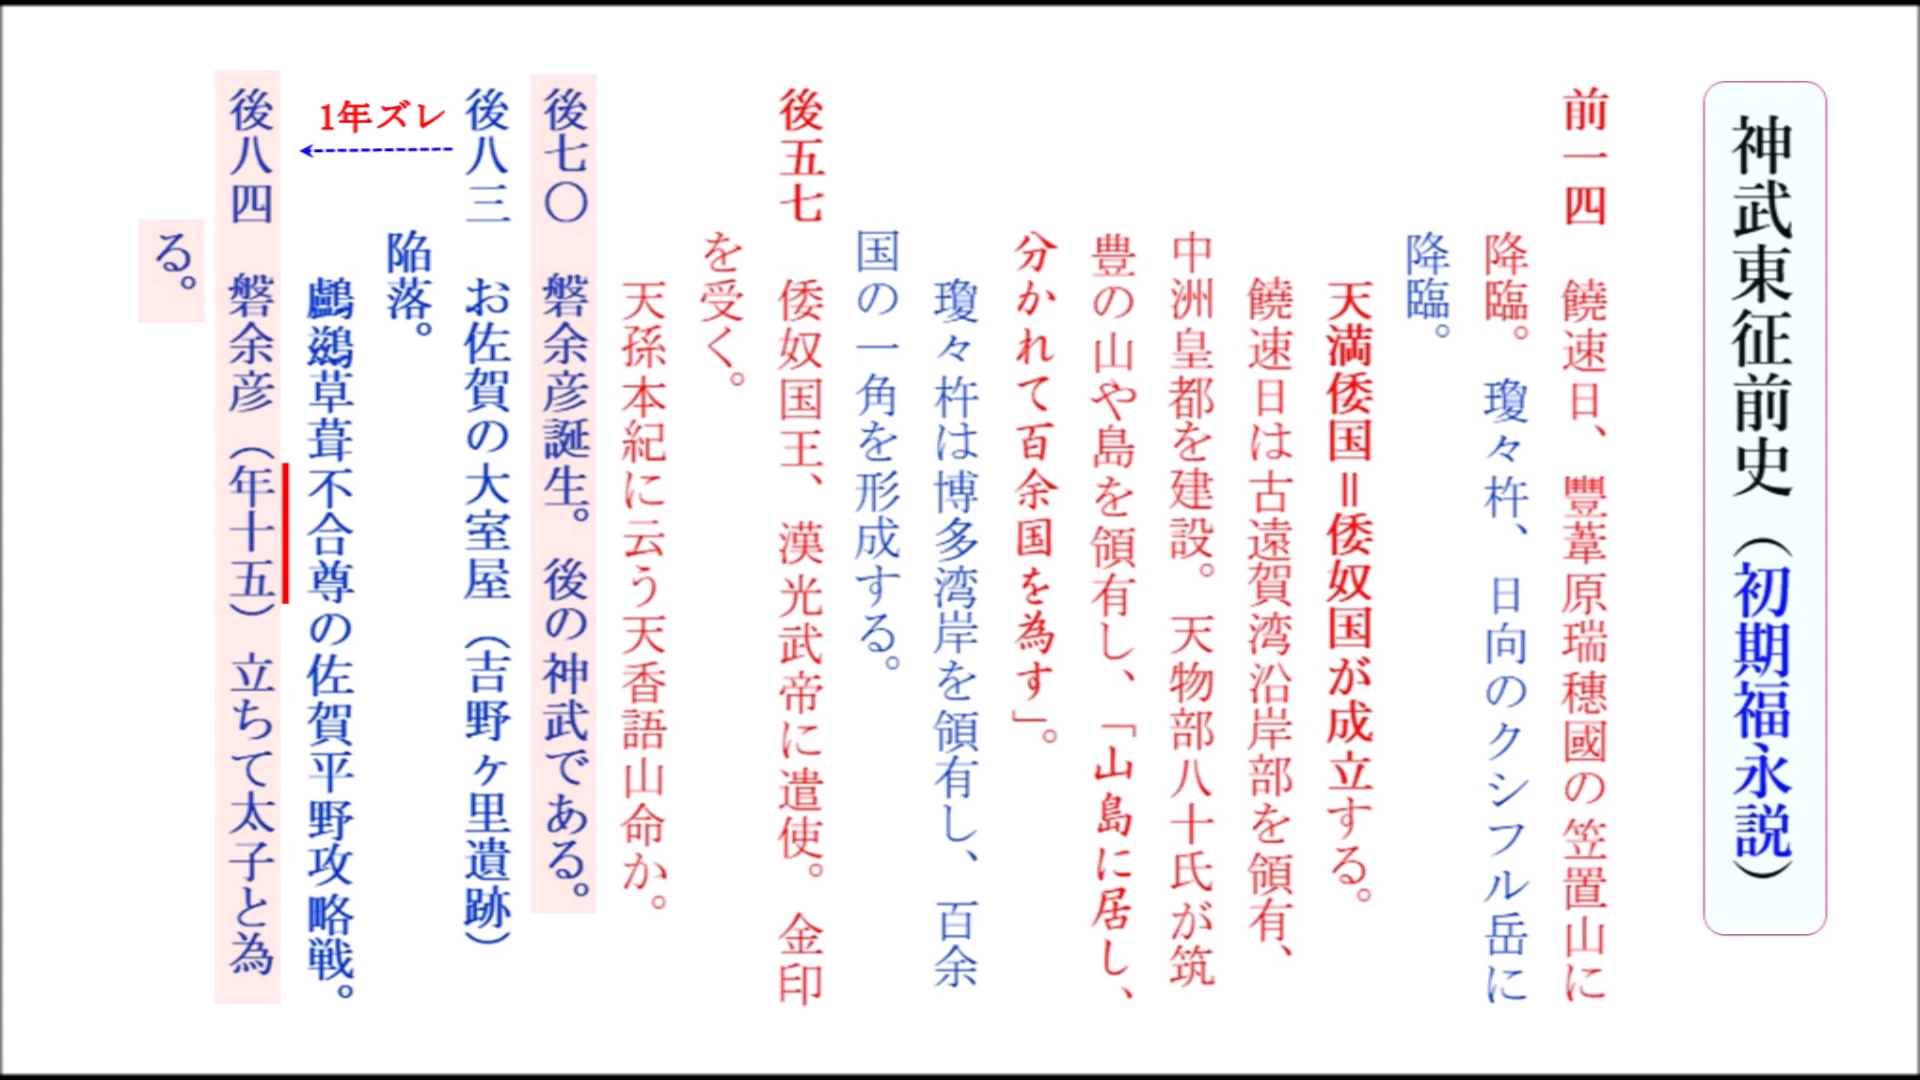 神武東征前史（初期福永説）
前一四　饒速日、豐葦原瑞穂國の笠置山に
降臨。　瓊々杵、日向のクシフル岳に
降臨。
天満倭国＝倭奴国が成立する。
饒速日は古遠賀湾沿岸部を領有、
中洲皇都を建設。天物部八十氏が筑
豊の山や島を領有し、「山島に居し、
分かれて百余国を為す」。
瓊々杵は博多湾岸を領有し、百余
国の一角を形成する。
後五七　倭奴国王、漢光武帝に遣使。金印
を受く。
天孫本紀に云う天香語山命か。
後七〇　磐余彦誕生。後の神武である。
後八三　お佐賀の大室屋（吉野ヶ里遺跡）
陥落。
1年ズレ
鸕鷀草葺不合尊の佐賀平野攻略戦。
後八四　磐余彦（年十五）立ちて太子と為
る。